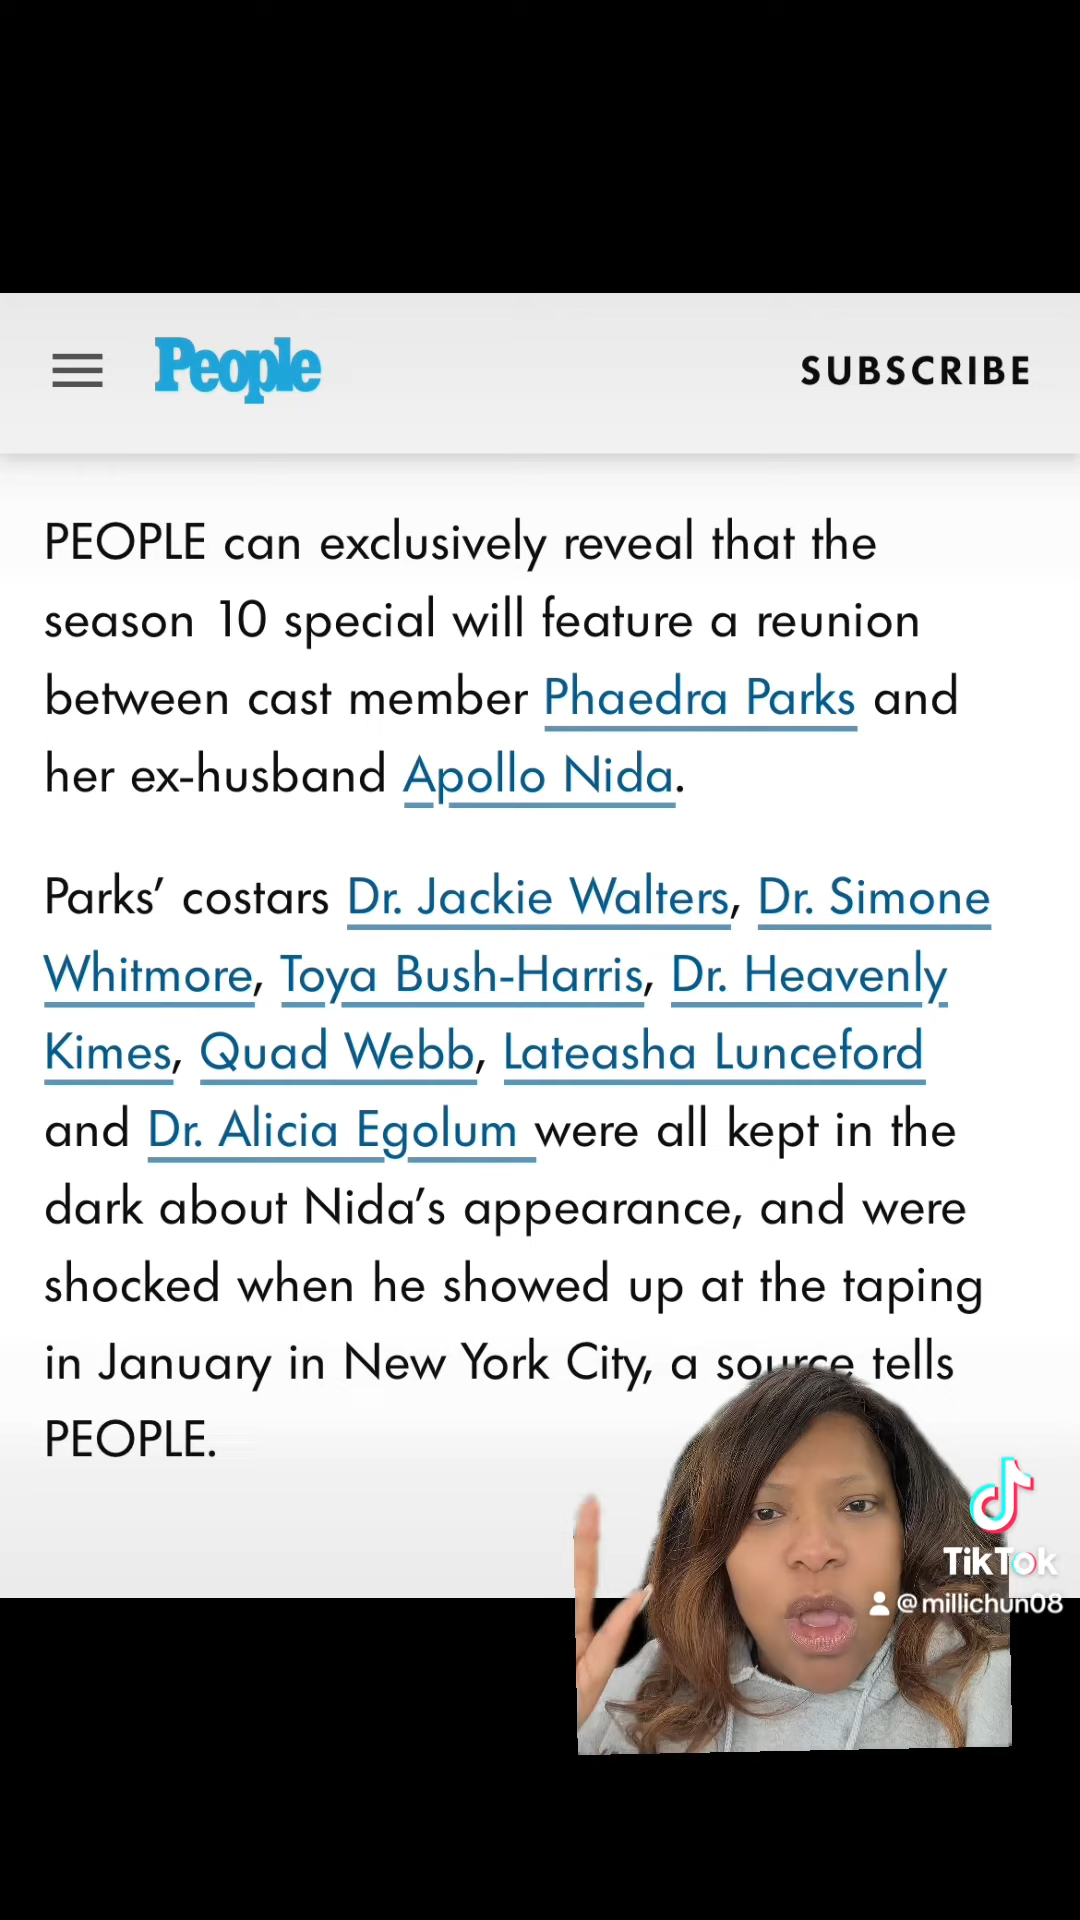 People
SUBSCRIBE
PEOPLE can exclusively reveal that the
season 10 special will feature a reunion
between cast member Phaedra Parks and
her ex-husband Apollo Nida.
Parks’ costars Dr. Jackie Walters, Dr. Simone
Whitmore, Toya Bush-Harris, Dr. Heavenly
Kimes, Quad Webb, Lateasha Lunceford
and Dr. Alicia Egolum were all kept in the
dark about Nida’s appearance, and were
shocked when he showed up at the taping
in January in New York City, a source tells
PEOPLE.
TikTok
@millichun08